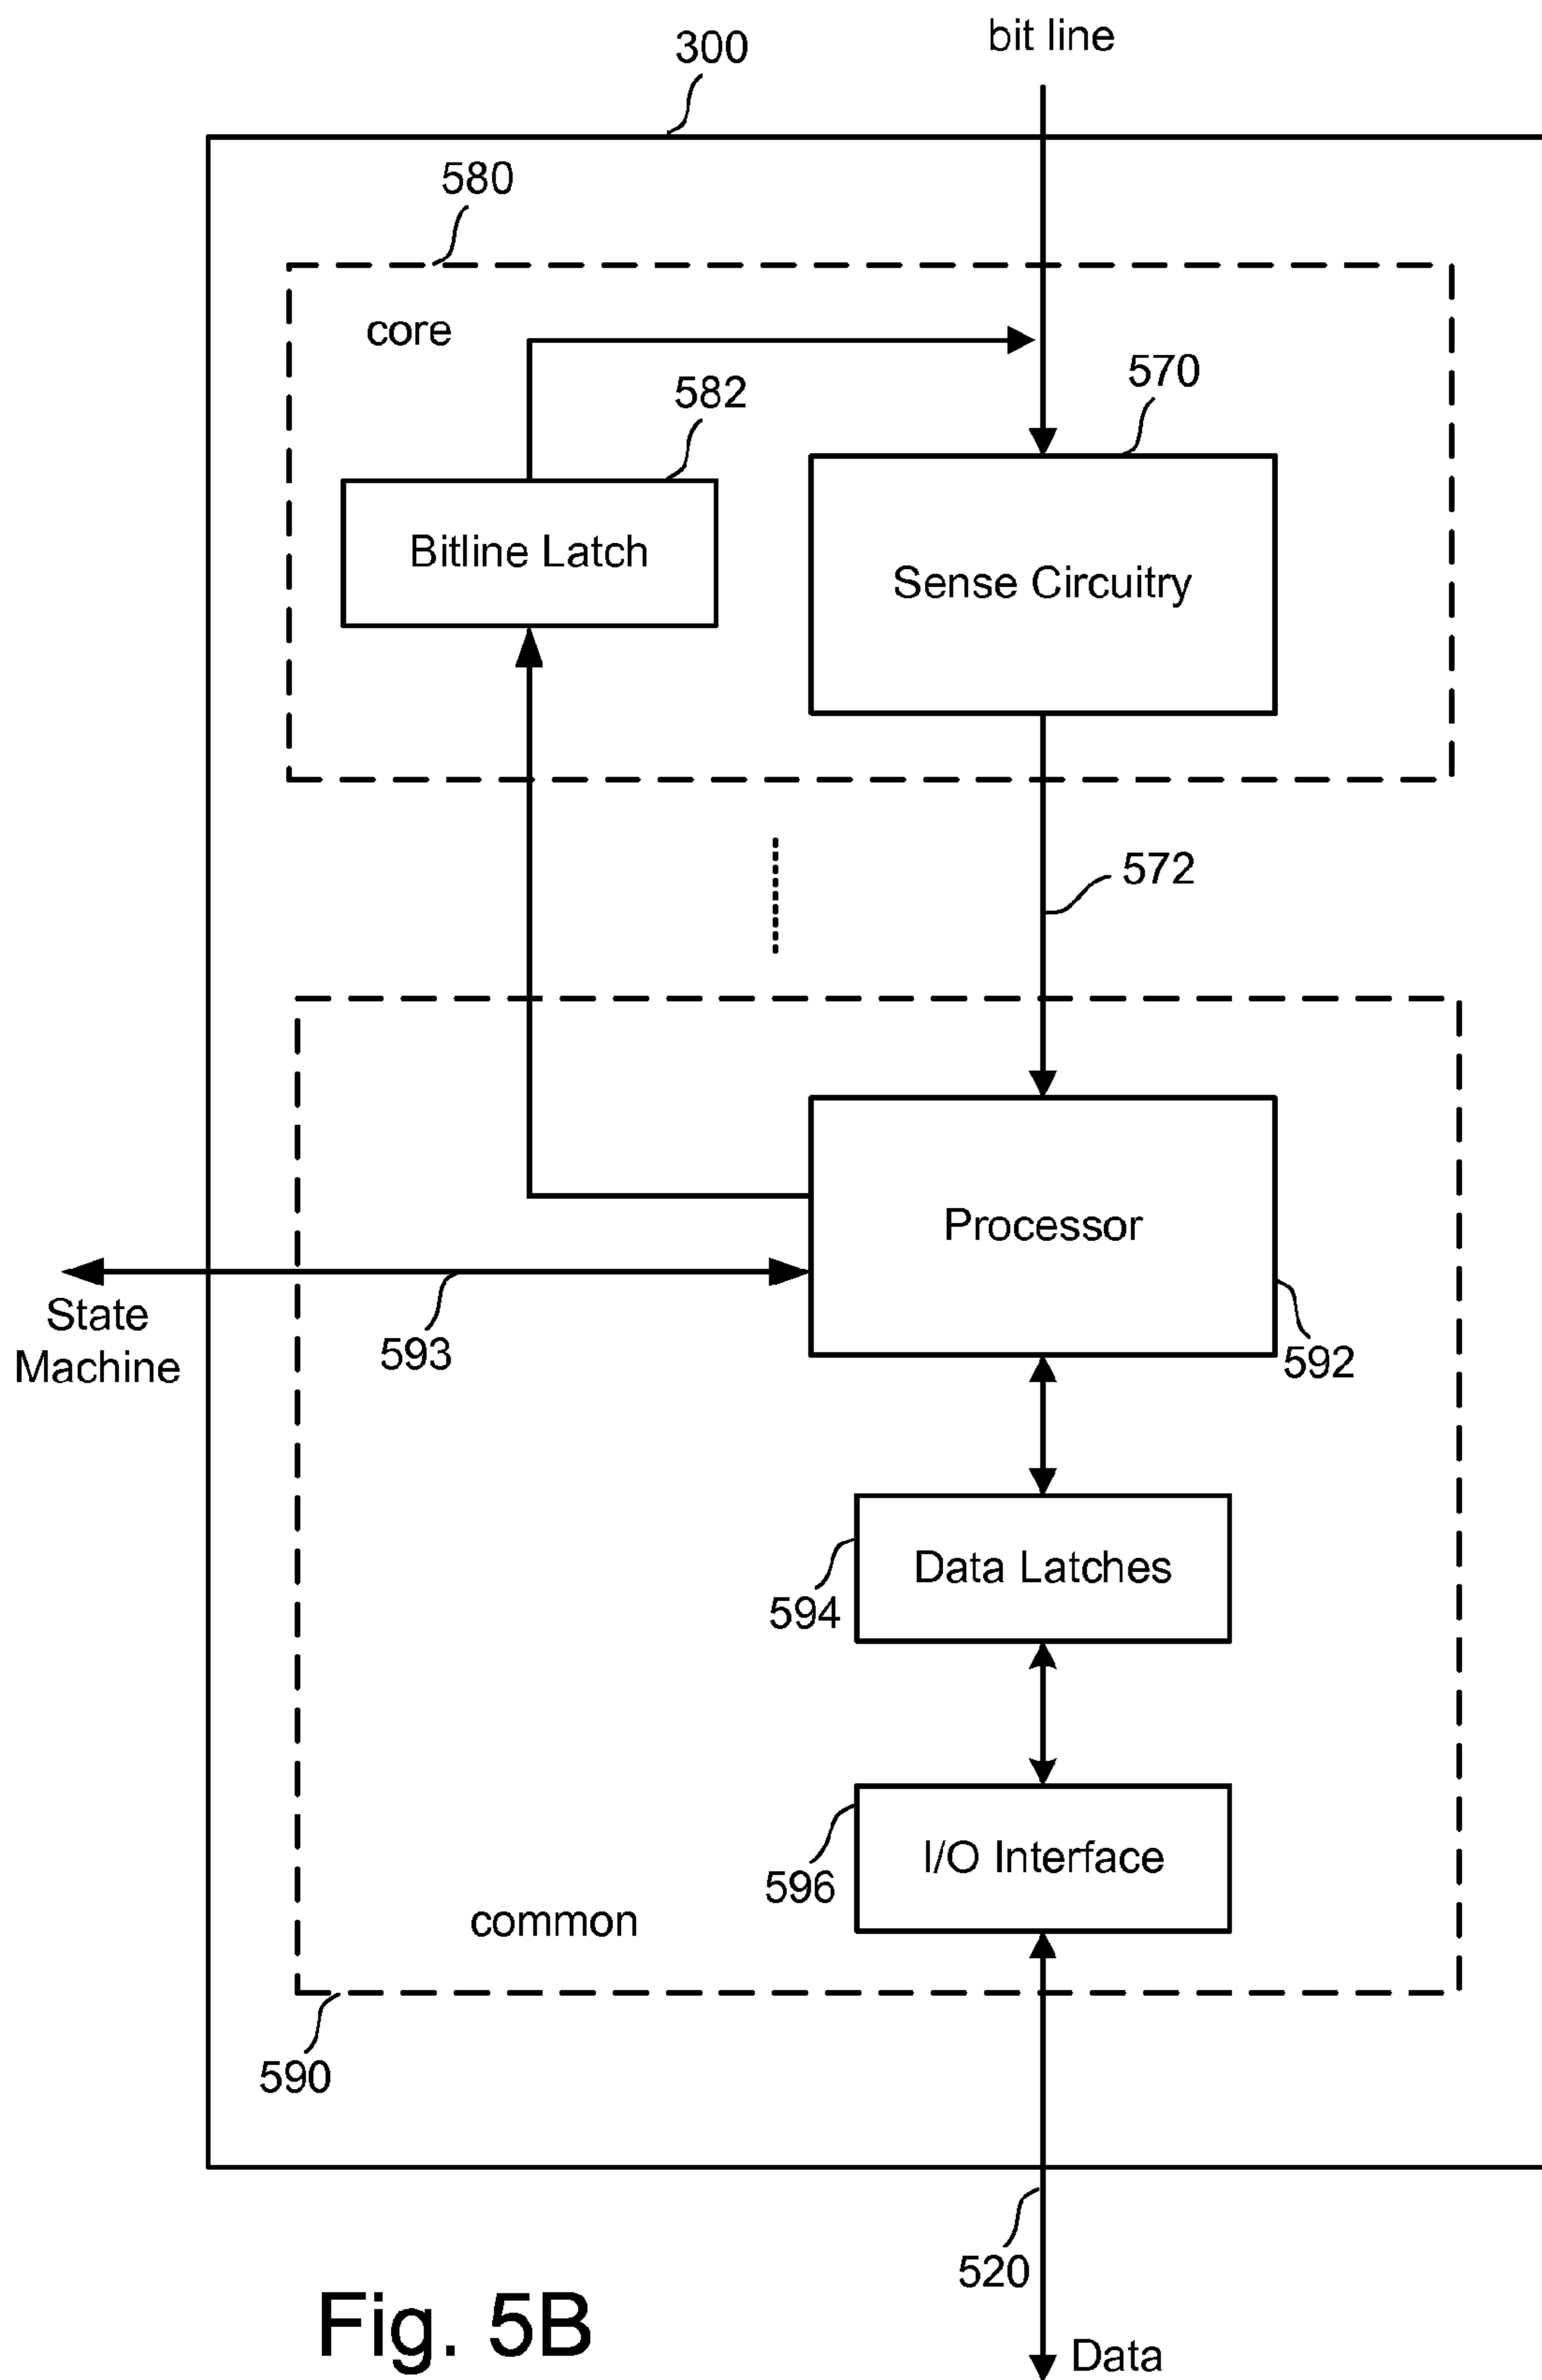 bit line
300
580
core
582
570
Bitline Latch
Sense Circuitry
572
Processor
State
Machine
593
592
Data Latches
594
I/O Interface
596
common
590
520
Fig. 5B
Data